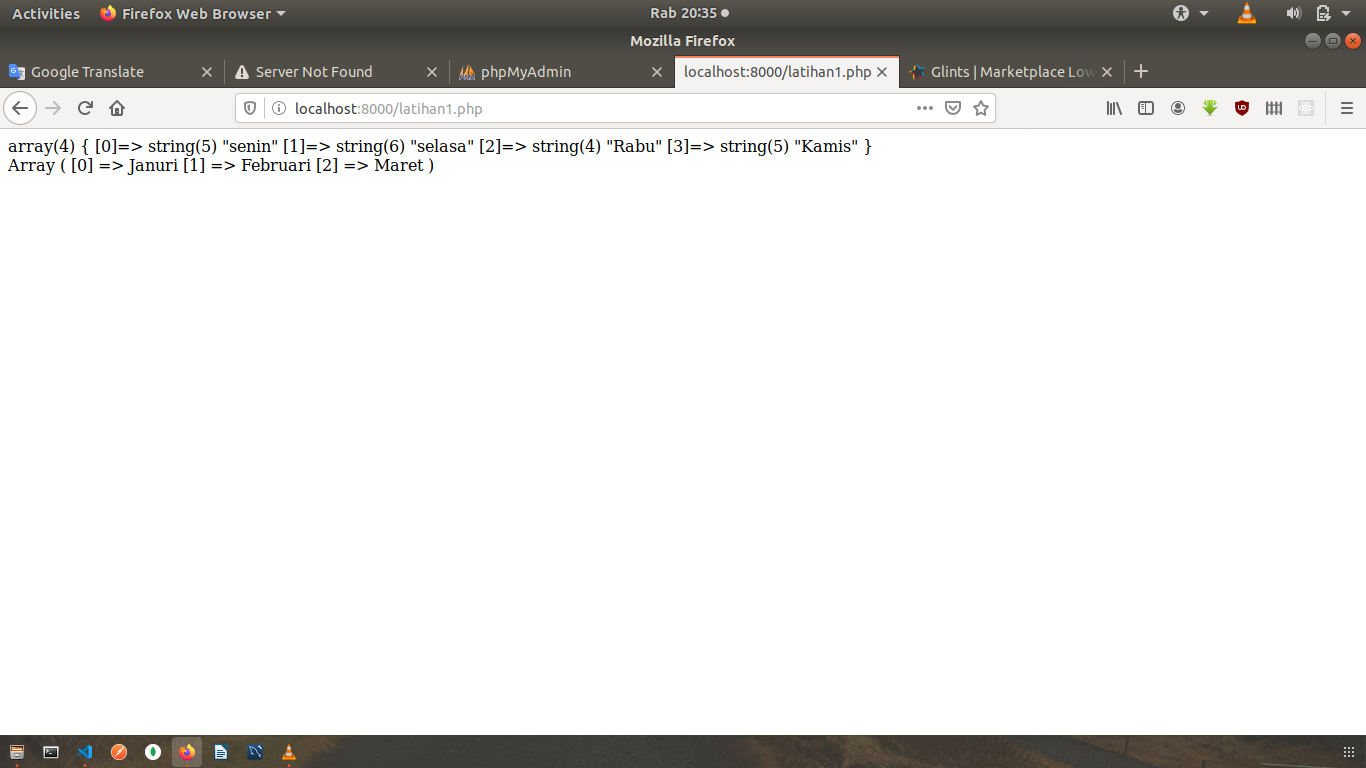 Activities Firefox Web Browser Rab 20:35
Mozilla Firefox
Google Translate Server Not Found phpMyAdmin localhost:8000/latihan1.php Glints | Marketplace Low
localhost:8000/latihan1.php
array(4) { [0]=> string(5) "senin" [1]=> string(6) "selasa" [2]=> string(4) "Rabu" [3]=> string(5) "Kamis" }
Array ( [0] => Januri [1] => Februari [2] => Maret )